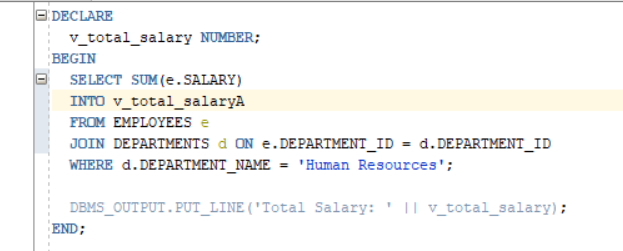 DECLARE
v_total_salary NUMBER;
BEGIN
SELECT SUM(e.SALARY)
INTO v_total_salaryA
FROM EMPLOYEES e
JOIN DEPARTMENTS d ON e.DEPARTMENT_ID = d.DEPARTMENT_ID
WHERE d.DEPARTMENT_NAME = 'Human Resources';
DBMS_OUTPUT.PUT_LINE('Total Salary: ' || v_total_salary);
END;